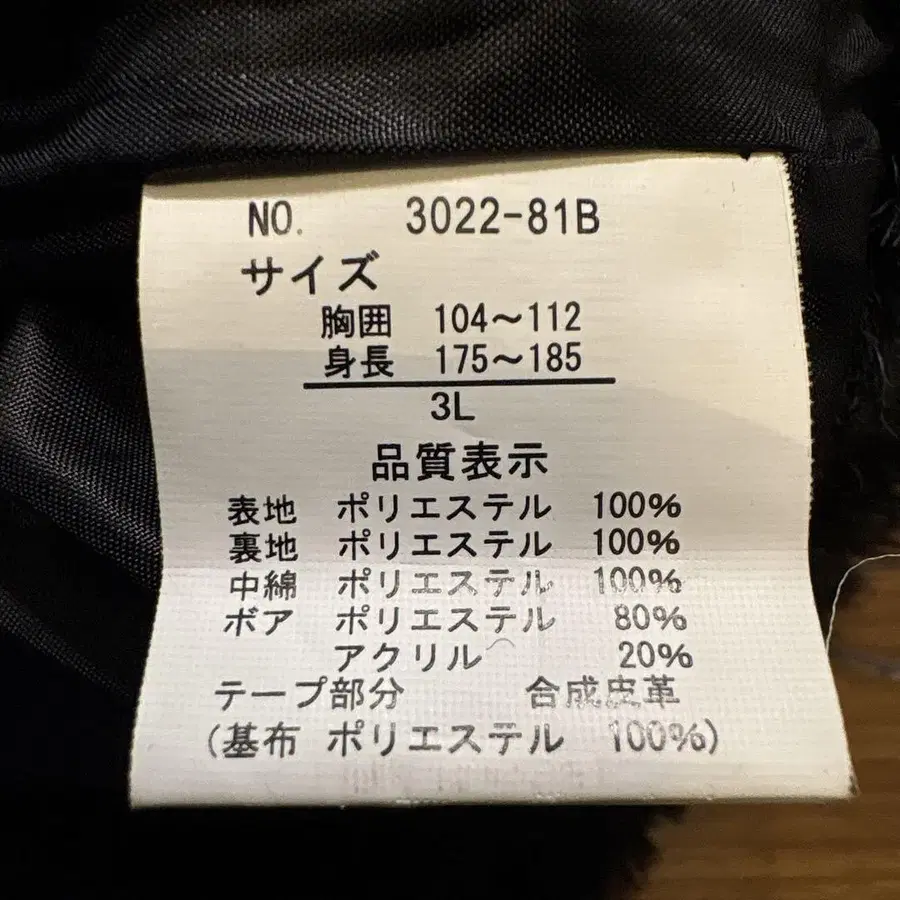 NO. 3022-81B
サイズ
胸囲 104～112
身長 175～185
3L
品質表示
表地 ポリエステル 100%
裏地 ポリエステル 100%
中綿 ポリエステル 100%
ボア ポリエステル 80%
アクリル 20%
テープ部分 合成皮革
(基布 ポリエステル 100%)